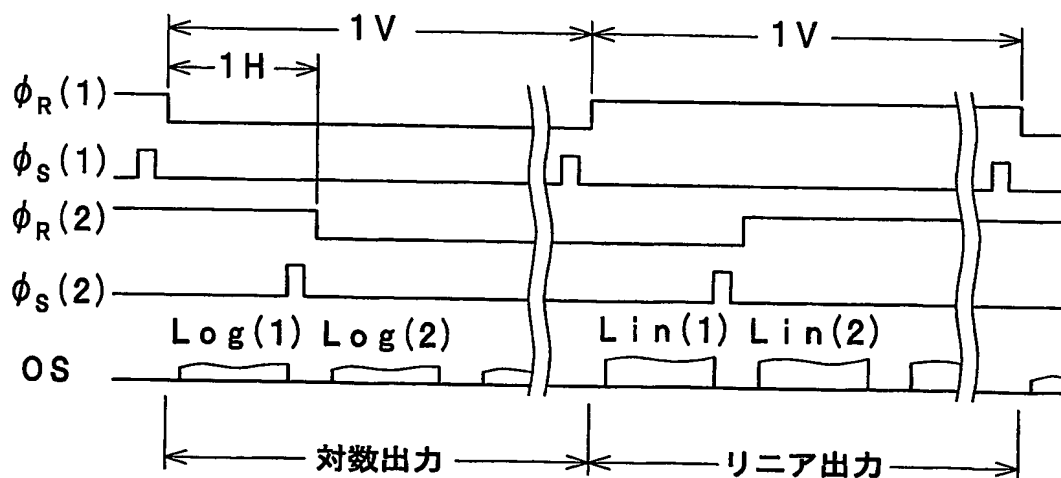 1V 1V
1H
φR(1)
φS(1)
φR(2)
φS(2)
Log(1) Log(2) Lin(1) Lin(2)
OS
対数出力 リニア出力